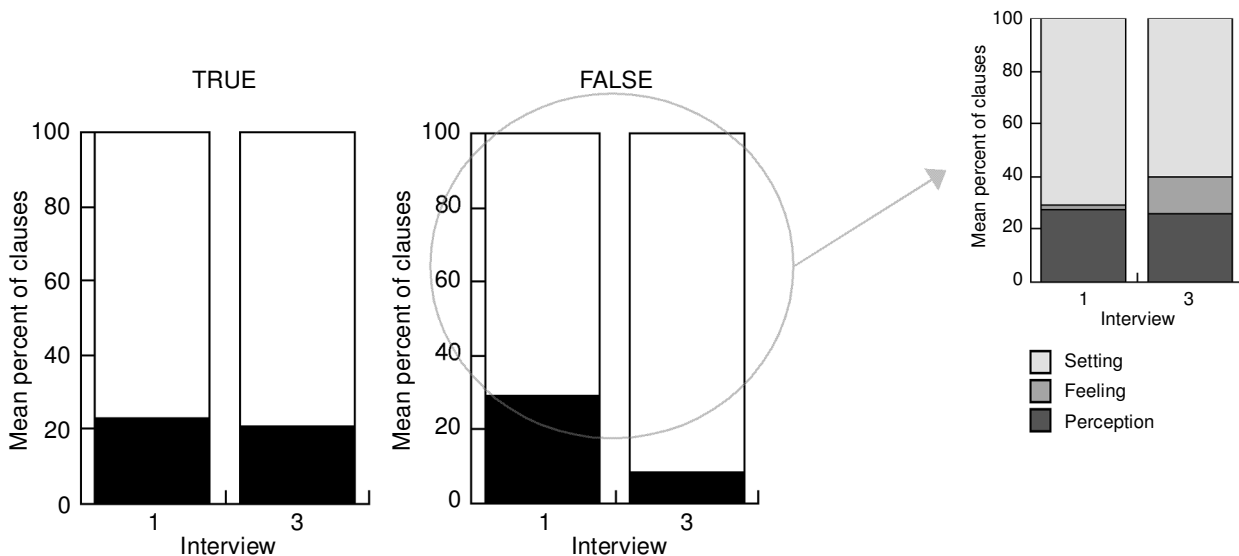 TRUE
100
80
60
40
20
0
Mean percent of clauses
1 3
Interview
FALSE
100
80
60
40
20
0
Mean percent of clauses
1 3
Interview
100
80
60
40
20
0
Mean percent of clauses
1 3
Interview
Setting
Feeling
Perception